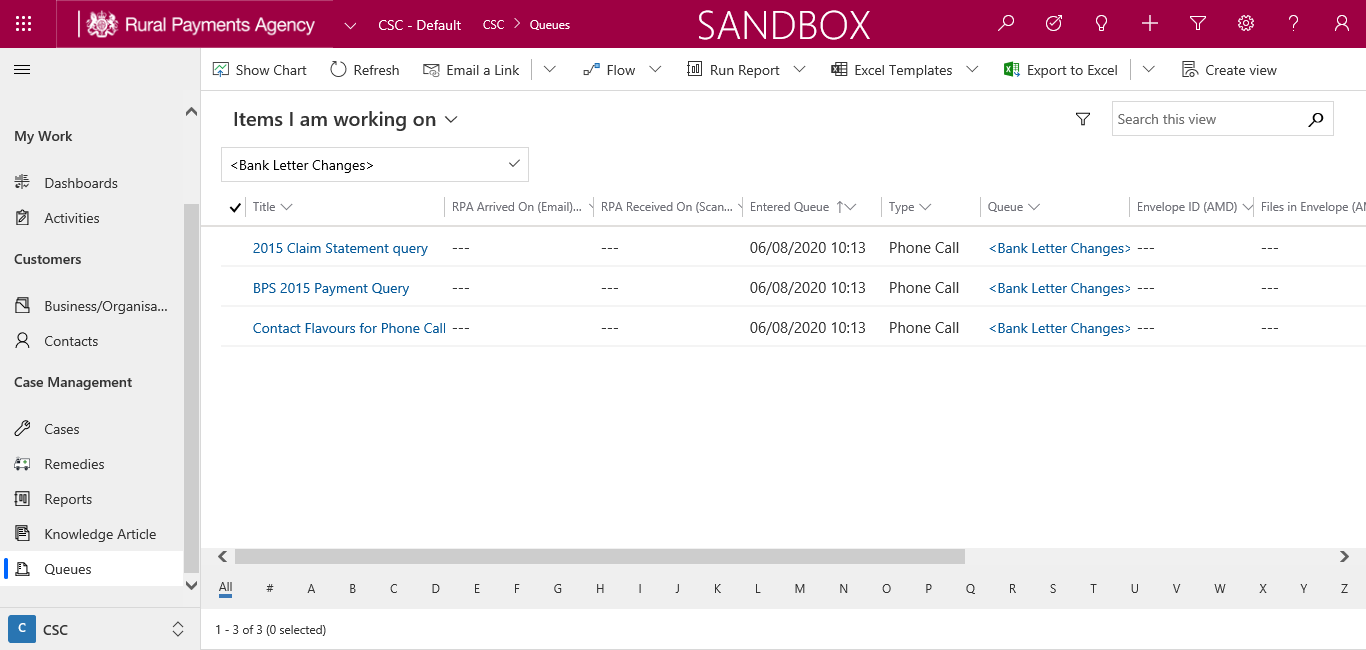 Rural Payments Agency CSC - Default CSC > Queues SANDBOX ?
Show Chart Refresh Email a Link Flow Run Report Excel Templates Export to Excel Create view
Items I am working on
Search this view
<Bank Letter Changes>
My Work
Dashboards
Activities
Customers
Business/Organisa...
Contacts
Case Management
Cases
Remedies
Reports
Knowledge Article
Queues
C CSC
Title RPA Arrived On (Email)... RPA Received On (Scan... Entered Queue ↑ Type Queue Envelope ID (AMD) Files in Envelope (AM
2015 Claim Statement query --- --- 06/08/2020 10:13 Phone Call <Bank Letter Changes> --- ---
BPS 2015 Payment Query --- --- 06/08/2020 10:13 Phone Call <Bank Letter Changes> --- ---
Contact Flavours for Phone Call --- --- 06/08/2020 10:13 Phone Call <Bank Letter Changes> --- ---
All # A B C D E F G H I J K L M N O P Q R S T U V W X Y Z
1 - 3 of 3 (0 selected)